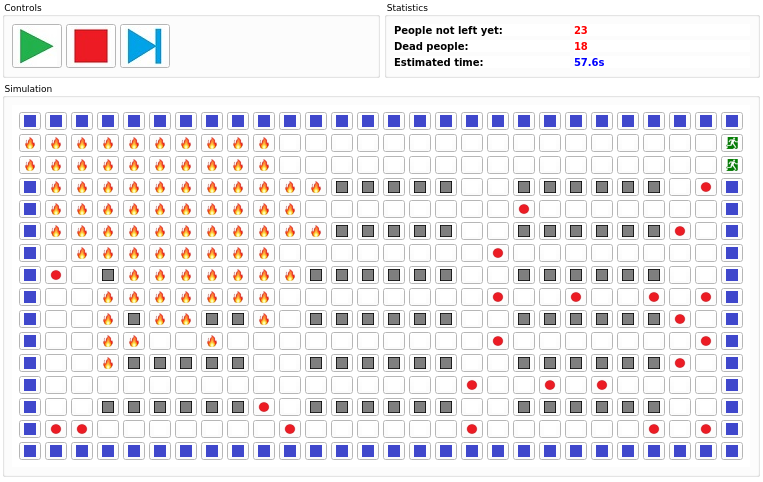 Controls
Statistics
People not left yet: 23
Dead people: 18
Estimated time: 57.6s
Simulation